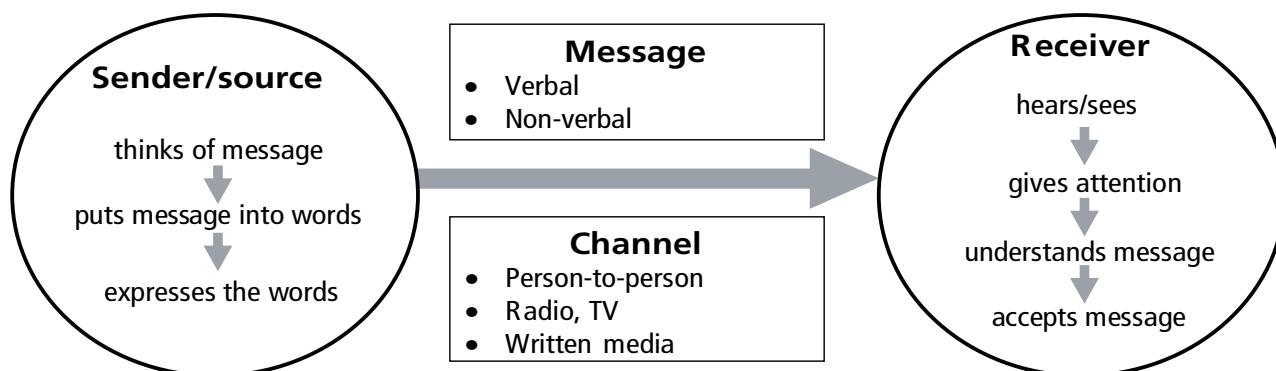 Sender/source
thinks of message
puts message into words
expresses the words
Message
• Verbal
• Non-verbal
Channel
• Person-to-person
• Radio, TV
• Written media
Receiver
hears/sees
gives attention
understands message
accepts message